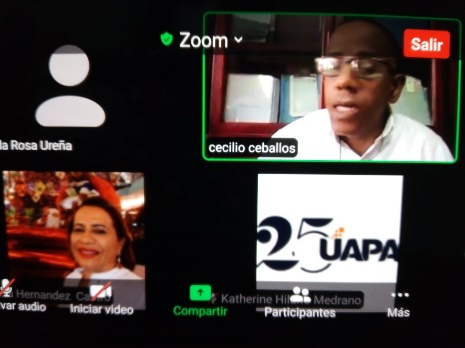 Zoom
Salir
la Rosa Ureña
cecilio ceballos
25 UAPA
Hernandez
Katherine Medrano
var audio
Iniciar video
Compartir
Participantes
Más